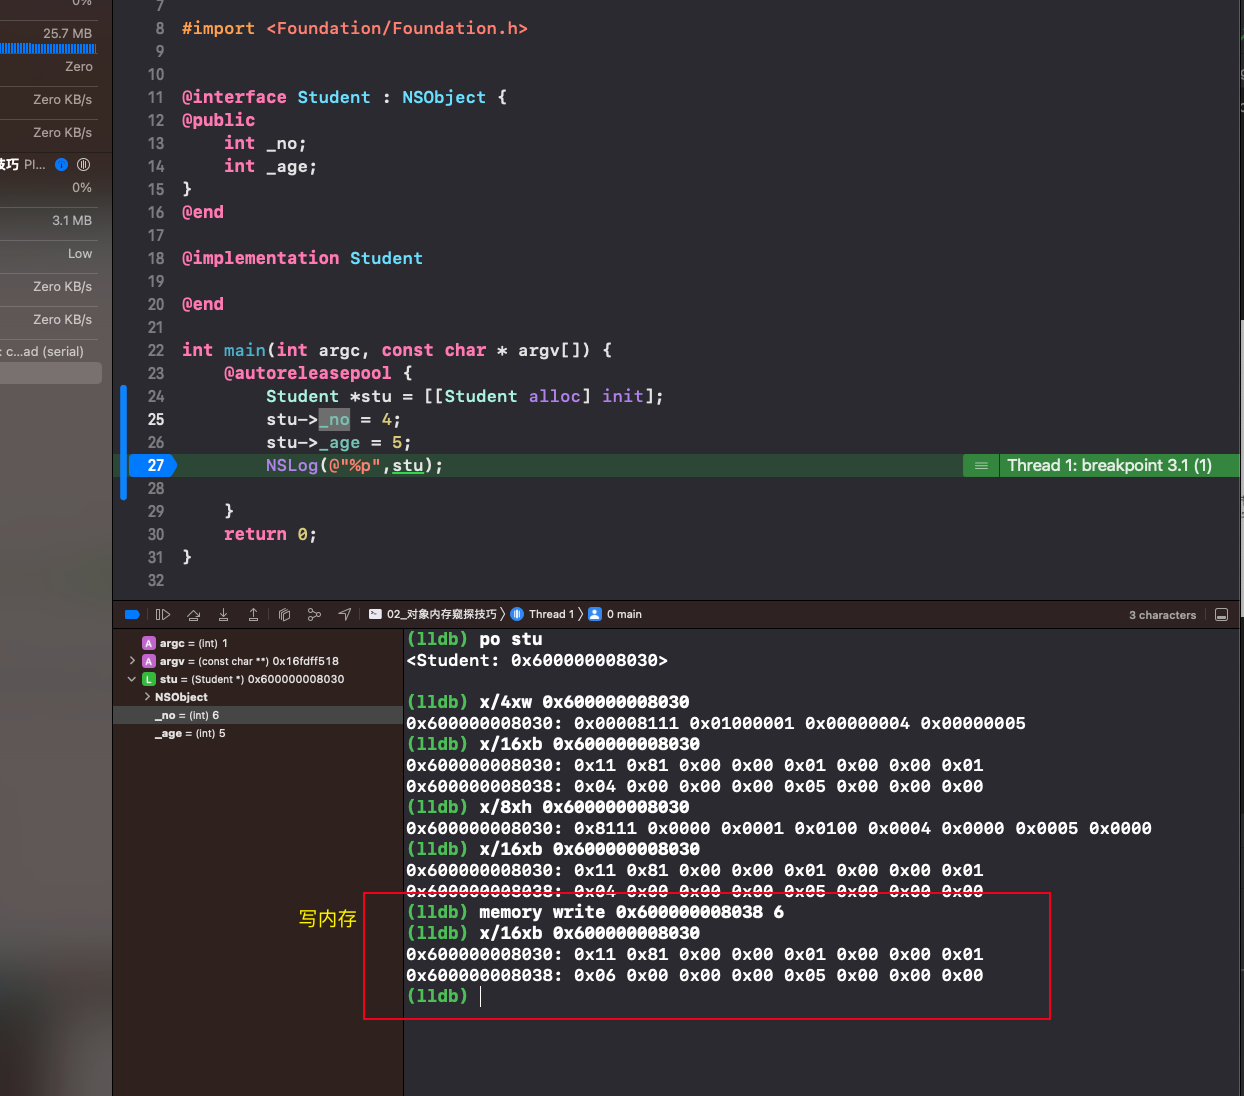 0%
25.7 MB
Zero
Zero KB/s
Zero KB/s
技巧 Pl...
0%
3.1 MB
Low
Zero KB/s
Zero KB/s
: c...ad (serial)
7
8 #import <Foundation/Foundation.h>
9
10
11 @interface Student : NSObject {
12 @public
13 int _no;
14 int _age;
15 }
16 @end
17
18 @implementation Student
19
20 @end
21
22 int main(int argc, const char * argv[]) {
23 @autoreleasepool {
24 Student *stu = [[Student alloc] init];
25 stu->_no = 4;
26 stu->_age = 5;
27 NSLog(@"%p",stu); Thread 1: breakpoint 3.1 (1)
28
29 }
30 return 0;
31 }
32
02_对象内存窥探技巧 Thread 1 0 main 3 characters
A argc = (int) 1
A argv = (const char **) 0x16fdff518
L stu = (Student *) 0x600000008030
NSObject
_no = (int) 6
_age = (int) 5
(lldb) po stu
<Student: 0x600000008030>
(lldb) x/4xw 0x600000008030
0x600000008030: 0x00008111 0x01000001 0x00000004 0x00000005
(lldb) x/16xb 0x600000008030
0x600000008030: 0x11 0x81 0x00 0x00 0x01 0x00 0x00 0x01
0x600000008038: 0x04 0x00 0x00 0x00 0x05 0x00 0x00 0x00
(lldb) x/8xh 0x600000008030
0x600000008030: 0x8111 0x0000 0x0001 0x0100 0x0004 0x0000 0x0005 0x0000
(lldb) x/16xb 0x600000008030
0x600000008030: 0x11 0x81 0x00 0x00 0x01 0x00 0x00 0x01
0x600000008038: 0x04 0x00 0x00 0x00 0x05 0x00 0x00 0x00
写内存
(lldb) memory write 0x600000008038 6
(lldb) x/16xb 0x600000008030
0x600000008030: 0x11 0x81 0x00 0x00 0x01 0x00 0x00 0x01
0x600000008038: 0x06 0x00 0x00 0x00 0x05 0x00 0x00 0x00
(lldb)